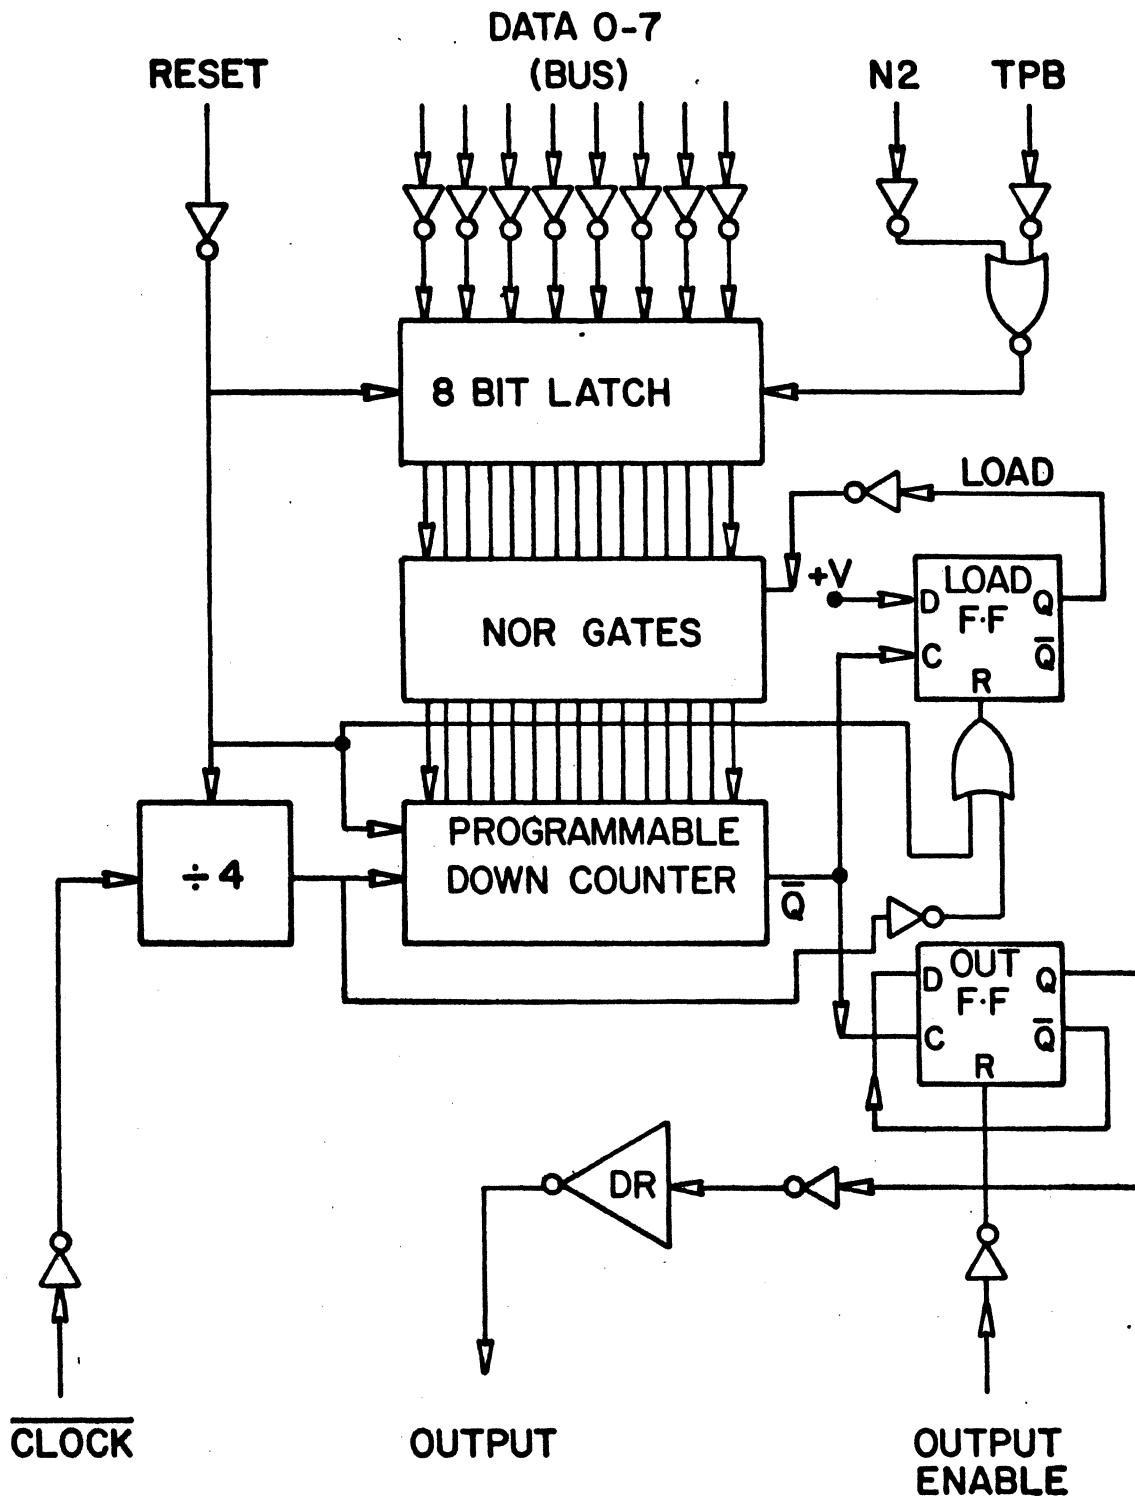 DATA 0-7
(BUS)
RESET
N2
TPB
8 BIT LATCH
LOAD
+V
LOAD
F·F
D
Q
C
Q̅
R
NOR GATES
÷4
PROGRAMMABLE
DOWN COUNTER
Q̅
OUT
F·F
D
Q
C
Q̅
R
DR
C̅L̅O̅C̅K̅
OUTPUT
OUTPUT
ENABLE